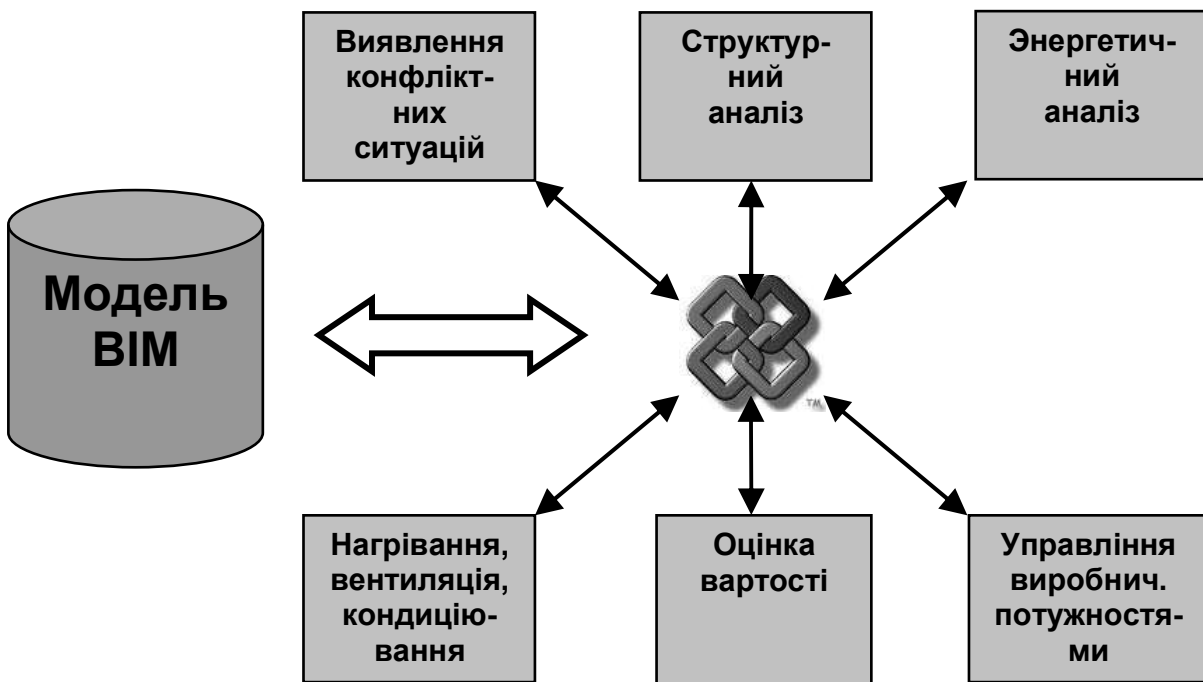 Виявлення
конфлікт-
них
ситуацій
Структур-
ний
аналіз
Энергетич-
ний
аналіз
Модель
BIM
TM
Нагрівання,
вентиляція,
кондицію-
вання
Оцінка
вартості
Управління
виробнич.
потужностя-
ми